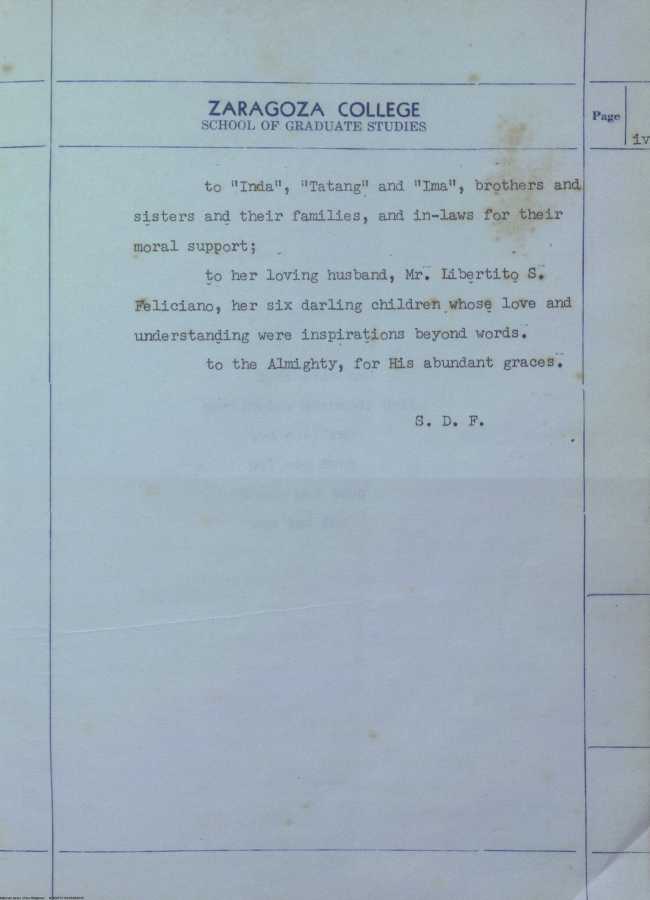 ZARAGOZA COLLEGE
SCHOOL OF GRADUATE STUDIES
Page
iv
to "Inda", "Tatang" and "Ima", brothers and
sisters and their families, and in-laws for their
moral support;
to her loving husband, Mr. Libertito S.
Feliciano, her six darling children whose love and
understanding were inspirations beyond words.
to the Almighty, for His abundant graces.
S. D. F.